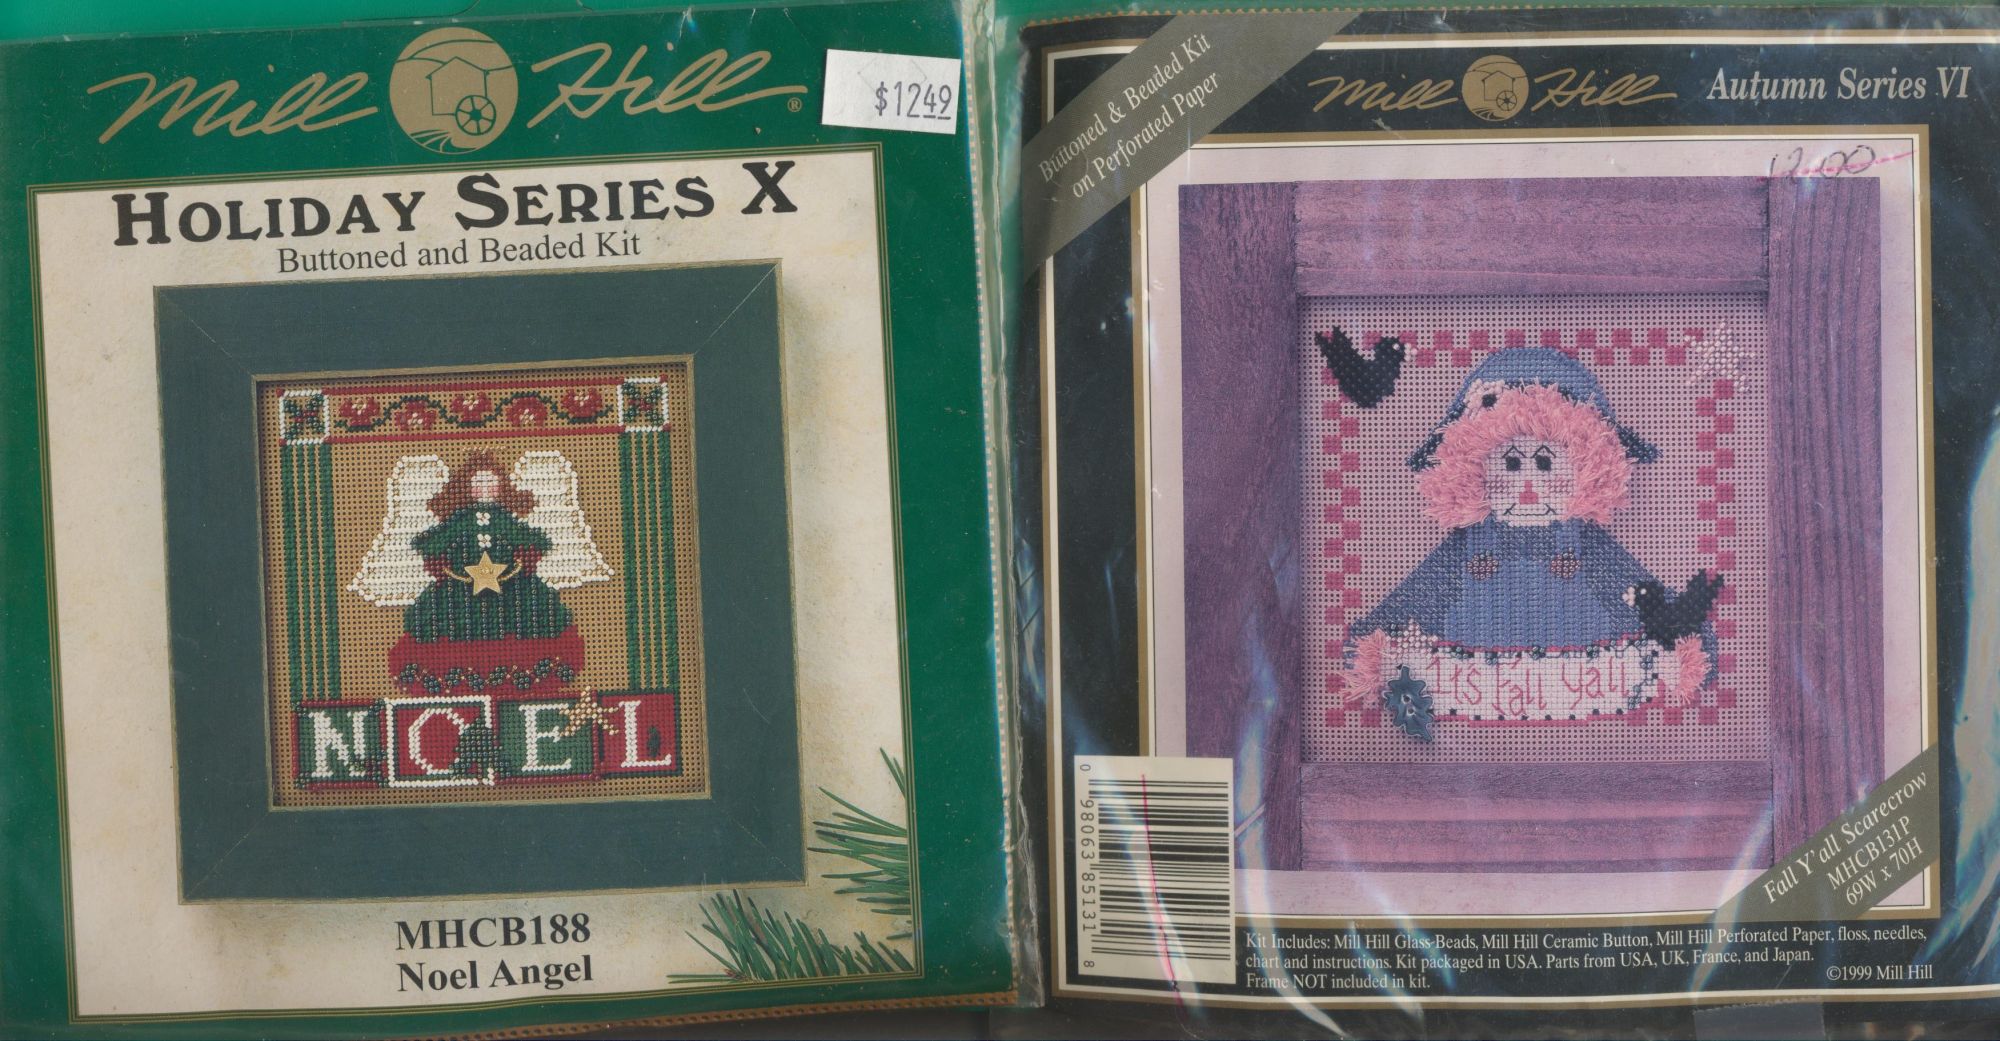 Mill Hill ®
$12.49
HOLIDAY SERIES X
Buttoned and Beaded Kit
NOEL
MHCB188
Noel Angel
Buttoned & Beaded Kit
on Perforated Paper
Mill Hill
Autumn Series VI
12.00
Its fall yall
0 98063 85131 8
Fall Y'all Scarecrow
MHCB131P
69W x 70H
Kit Includes: Mill Hill Glass Beads, Mill Hill Ceramic Button, Mill Hill Perforated Paper, floss, needles,
chart and instructions. Kit packaged in USA. Parts from USA, UK, France, and Japan.
Frame NOT included in kit.
©1999 Mill Hill